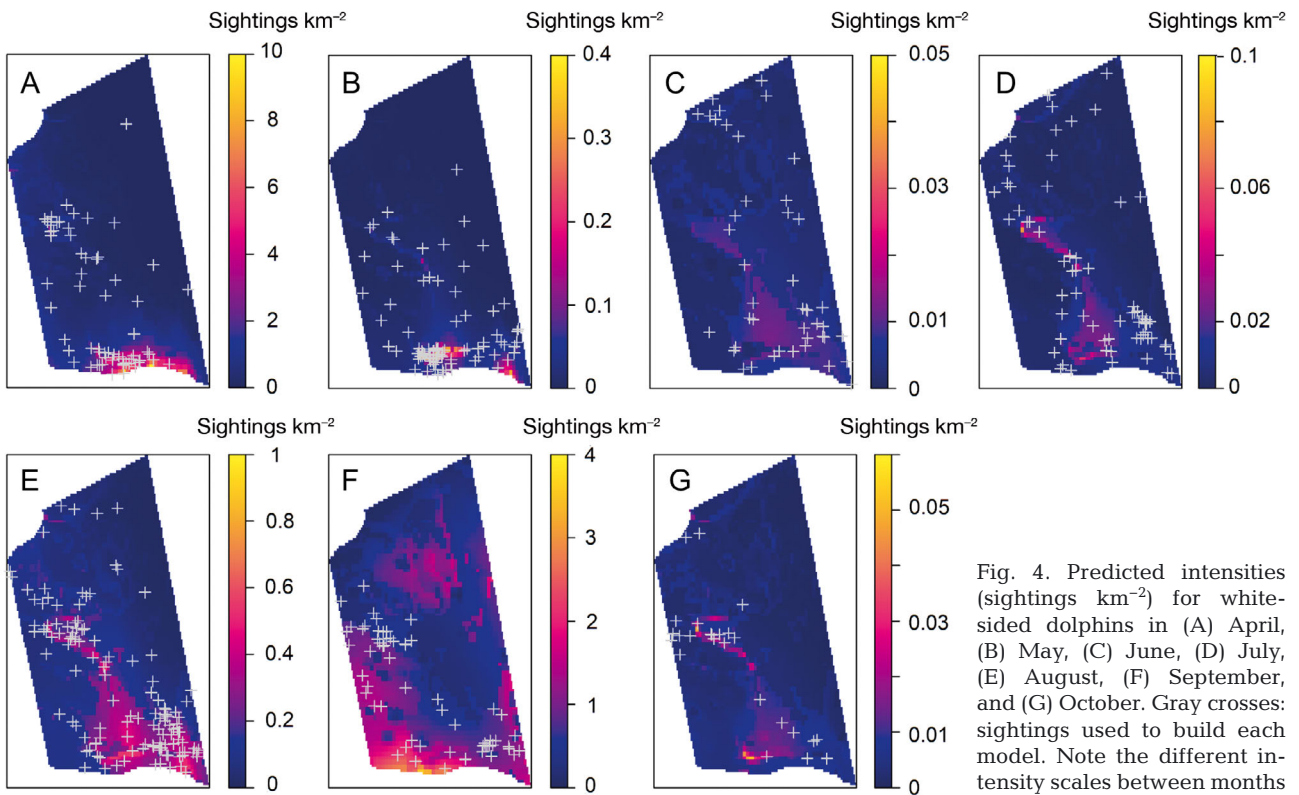 Sightings km⁻² Sightings km⁻² Sightings km⁻² Sightings km⁻²
A
10
8
6
4
2
0
B
0.4
0.3
0.2
0.1
0
C
0.05
0.03
0.01
0
D
0.1
0.06
0.02
0
Sightings km⁻² Sightings km⁻² Sightings km⁻²
E
1
0.8
0.6
0.4
0.2
0
F
4
3
2
1
0
G
0.05
0.03
0.01
0
Fig. 4. Predicted intensities
(sightings km⁻²) for white-
sided dolphins in (A) April,
(B) May, (C) June, (D) July,
(E) August, (F) September,
and (G) October. Gray crosses:
sightings used to build each
model. Note the different in-
tensity scales between months